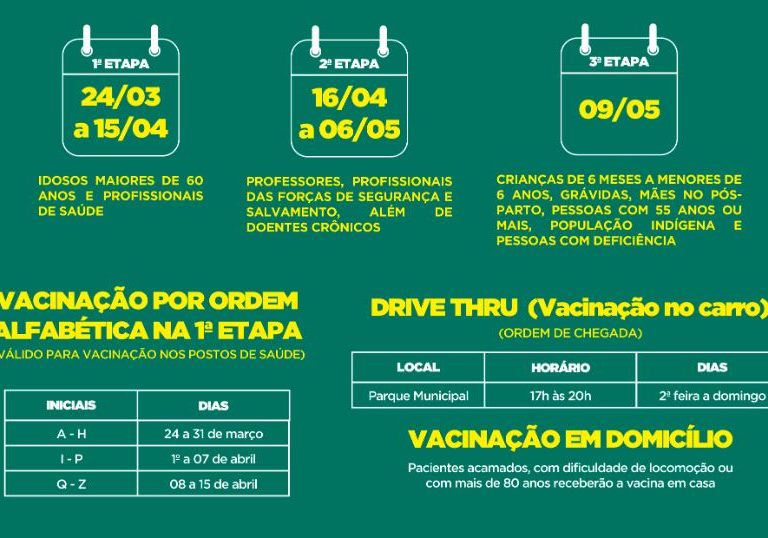 1ª ETAPA
24/03
a 15/04
IDOSOS MAIORES DE 60
ANOS E PROFISSIONAIS
DE SAÚDE
2ª ETAPA
16/04
a 06/05
PROFESSORES, PROFISSIONAIS
DAS FORÇAS DE SEGURANÇA E
SALVAMENTO, ALÉM DE
DOENTES CRÔNICOS
3ª ETAPA
09/05
CRIANÇAS DE 6 MESES A MENORES DE
6 ANOS, GRÁVIDAS, MÃES NO PÓS-
PARTO, PESSOAS COM 55 ANOS OU
MAIS, POPULAÇÃO INDÍGENA E
PESSOAS COM DEFICIÊNCIA
VACINAÇÃO POR ORDEM
ALFABÉTICA NA 1ª ETAPA
VÁLIDO PARA VACINAÇÃO NOS POSTOS DE SAÚDE)
INICIAIS DIAS
A - H 24 a 31 de março
I - P 1º a 07 de abril
Q - Z 08 a 15 de abril
DRIVE THRU (Vacinação no carro)
(ORDEM DE CHEGADA)
LOCAL HORÁRIO DIAS
Parque Municipal 17h às 20h 2ª feira a domingo
VACINAÇÃO EM DOMICÍLIO
Pacientes acamados, com dificuldade de locomoção ou
com mais de 80 anos receberão a vacina em casa